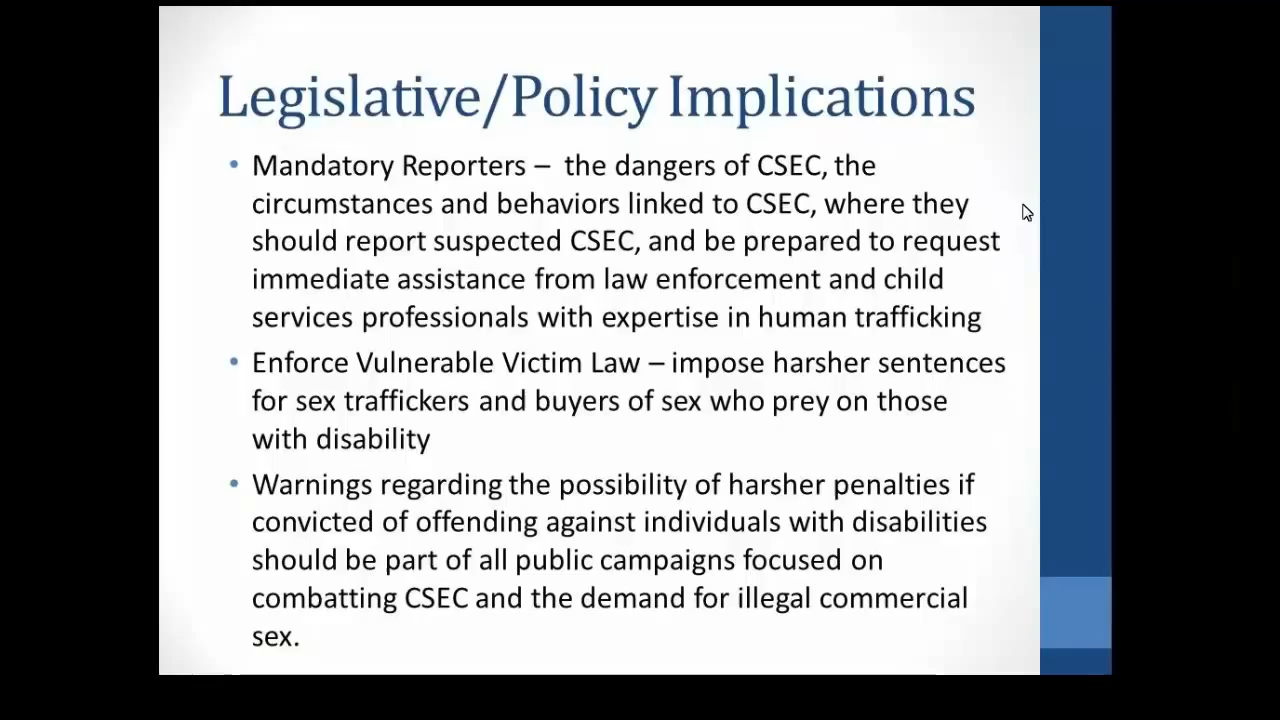 Legislative/Policy Implications
• Mandatory Reporters – the dangers of CSEC, the
circumstances and behaviors linked to CSEC, where they
should report suspected CSEC, and be prepared to request
immediate assistance from law enforcement and child
services professionals with expertise in human trafficking
• Enforce Vulnerable Victim Law – impose harsher sentences
for sex traffickers and buyers of sex who prey on those
with disability
• Warnings regarding the possibility of harsher penalties if
convicted of offending against individuals with disabilities
should be part of all public campaigns focused on
combatting CSEC and the demand for illegal commercial
sex.